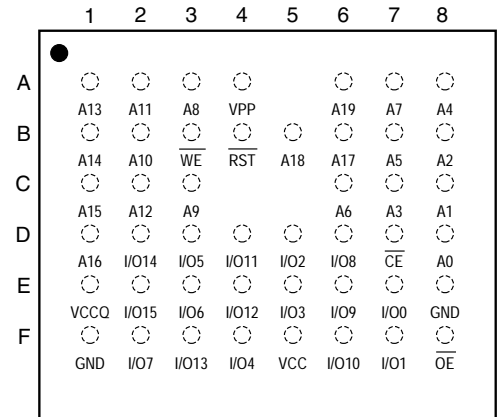 1 2 3 4 5 6 7 8
A
A13 A11 A8 VPP A19 A7 A4
B
A14 A10 WE RST A18 A17 A5 A2
C
A15 A12 A9 A6 A3 A1
D
A16 I/O14 I/O5 I/O11 I/O2 I/O8 CE A0
E
VCCQ I/O15 I/O6 I/O12 I/O3 I/O9 I/O0 GND
F
GND I/O7 I/O13 I/O4 VCC I/O10 I/O1 OE